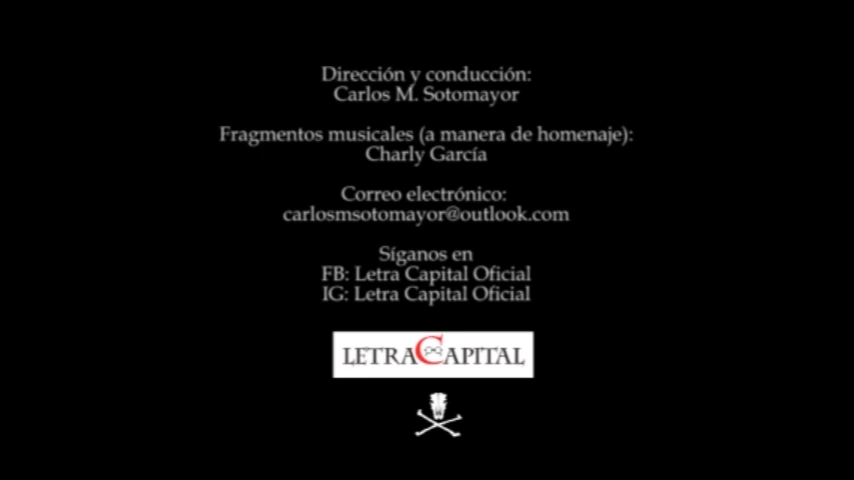 Dirección y conducción:
Carlos M. Sotomayor
Fragmentos musicales (a manera de homenaje):
Charly García
Correo electrónico:
carlosmsotomayor@outlook.com
Síganos en
FB: Letra Capital Oficial
IG: Letra Capital Oficial
LETRACAPITAL